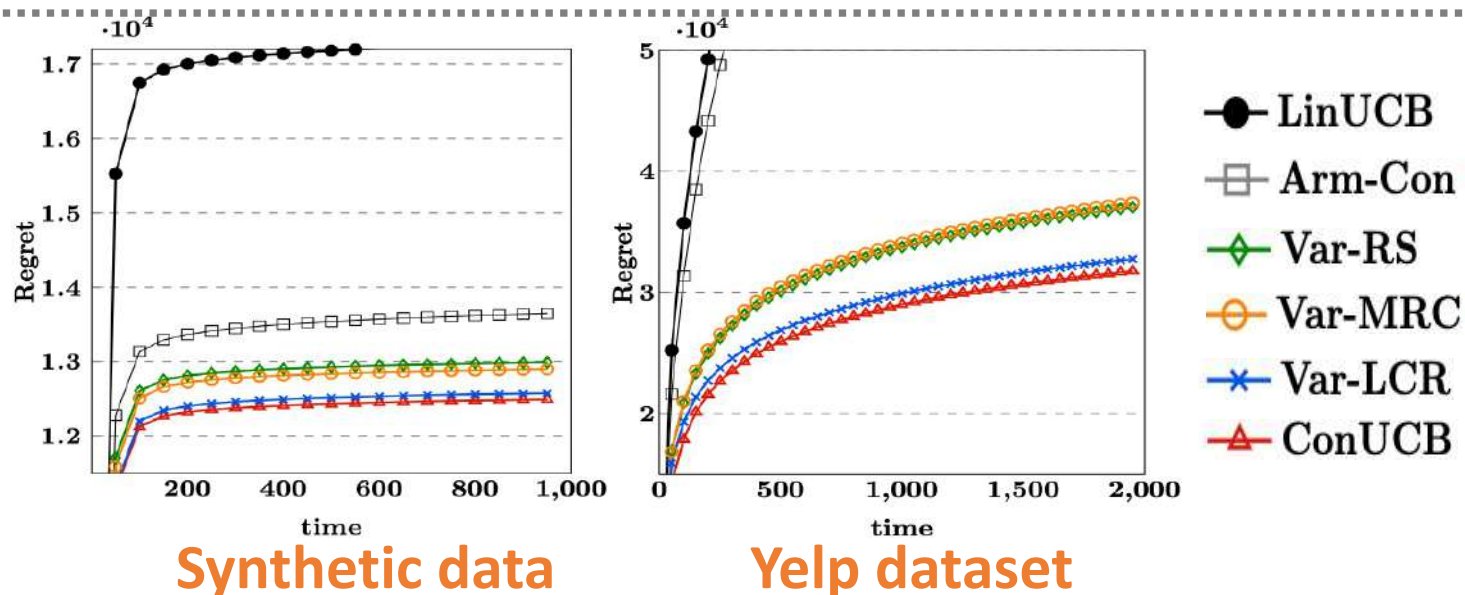 ·10⁴
1.7
1.6
1.5
1.4
1.3
1.2
Regret
200 400 600 800 1,000
time
Synthetic data
·10⁴
5
4
3
2
Regret
0 500 1,000 1,500 2,000
time
Yelp dataset
LinUCB
Arm-Con
Var-RS
Var-MRC
Var-LCR
ConUCB